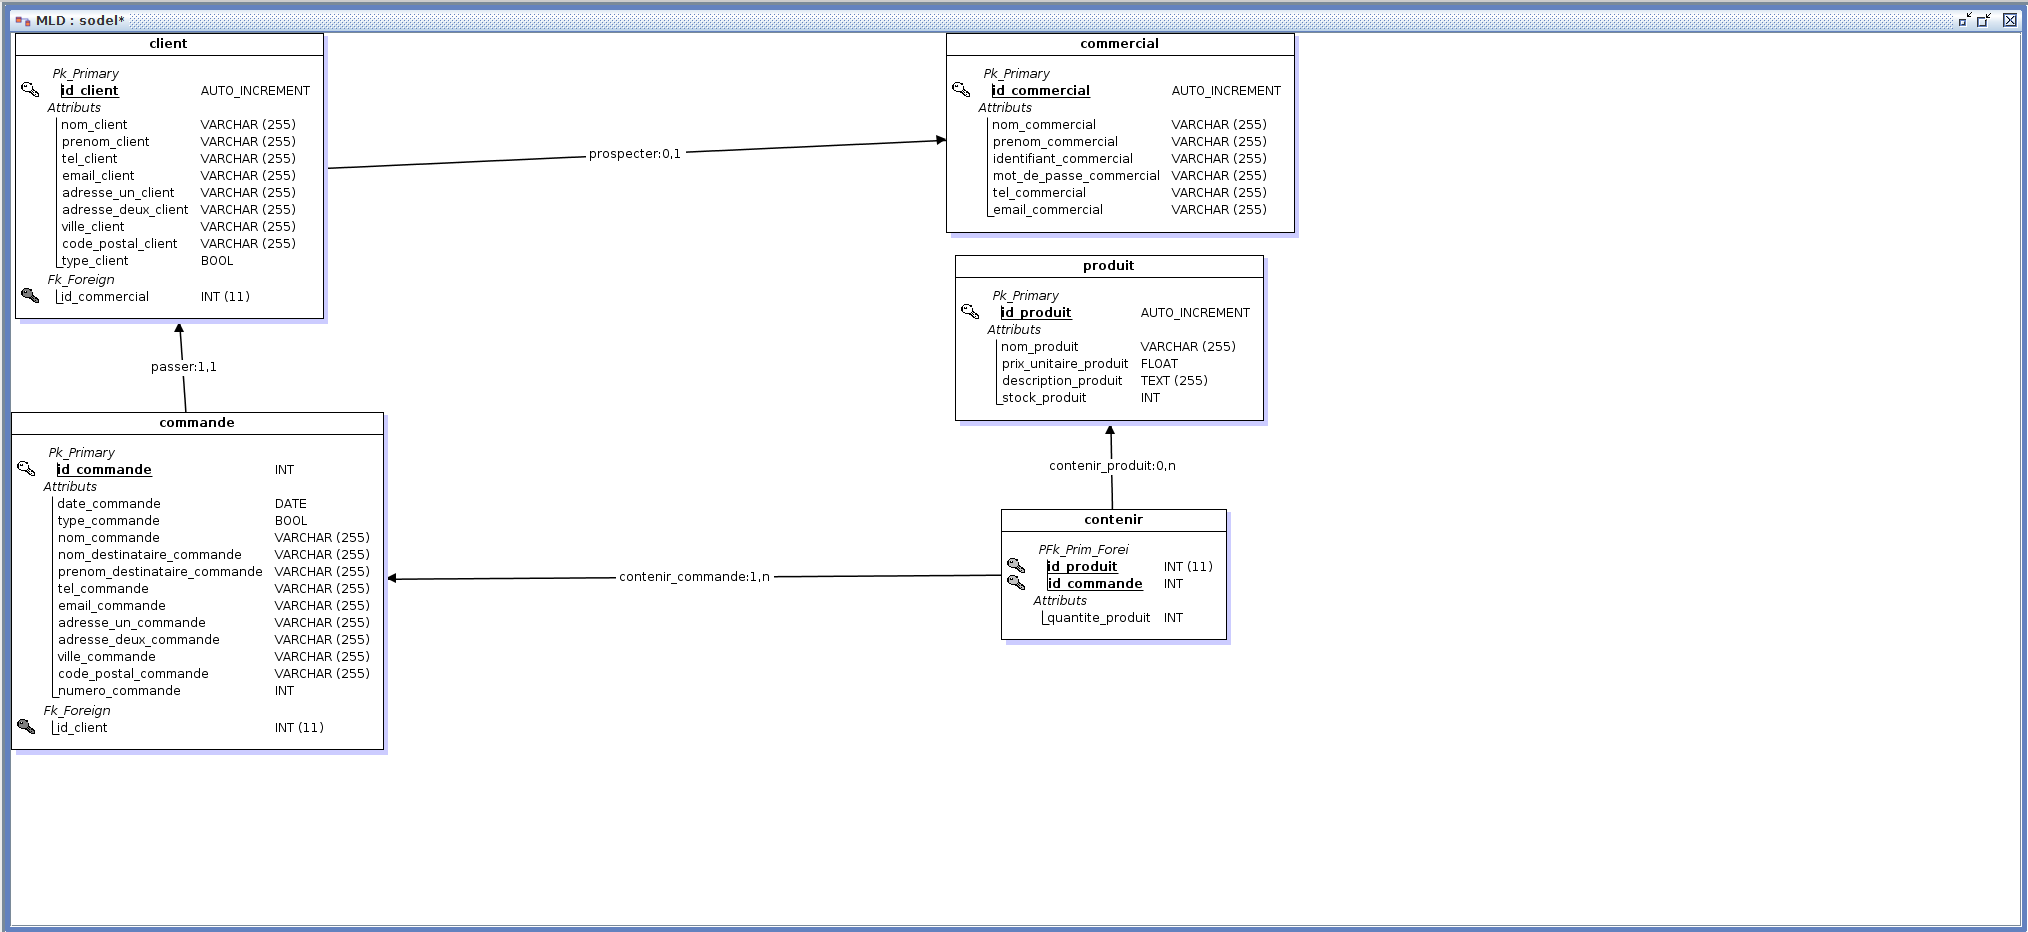 MLD : sodel*
client
Pk_Primary
id_client AUTO_INCREMENT
Attributs
nom_client VARCHAR (255)
prenom_client VARCHAR (255)
tel_client VARCHAR (255)
email_client VARCHAR (255)
adresse_un_client VARCHAR (255)
adresse_deux_client VARCHAR (255)
ville_client VARCHAR (255)
code_postal_client VARCHAR (255)
type_client BOOL
Fk_Foreign
id_commercial INT (11)
prospecter:0,1
commercial
Pk_Primary
id_commercial AUTO_INCREMENT
Attributs
nom_commercial VARCHAR (255)
prenom_commercial VARCHAR (255)
identifiant_commercial VARCHAR (255)
mot_de_passe_commercial VARCHAR (255)
tel_commercial VARCHAR (255)
email_commercial VARCHAR (255)
produit
Pk_Primary
id_produit AUTO_INCREMENT
Attributs
nom_produit VARCHAR (255)
prix_unitaire_produit FLOAT
description_produit TEXT (255)
stock_produit INT
passer:1,1
commande
Pk_Primary
id_commande INT
Attributs
date_commande DATE
type_commande BOOL
nom_commande VARCHAR (255)
nom_destinataire_commande VARCHAR (255)
prenom_destinataire_commande VARCHAR (255)
tel_commande VARCHAR (255)
email_commande VARCHAR (255)
adresse_un_commande VARCHAR (255)
adresse_deux_commande VARCHAR (255)
ville_commande VARCHAR (255)
code_postal_commande VARCHAR (255)
numero_commande INT
Fk_Foreign
id_client INT (11)
contenir_commande:1,n
contenir_produit:0,n
contenir
PFk_Prim_Forei
id_produit INT (11)
id_commande INT
Attributs
quantite_produit INT